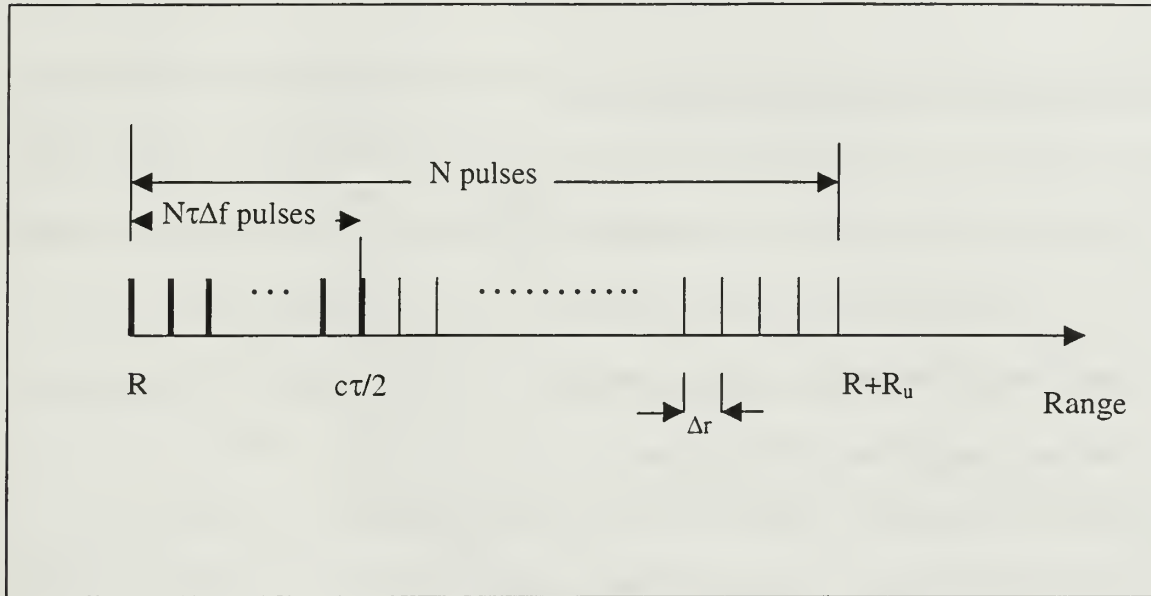 N pulses
NτΔf pulses
... ............
R cτ/2 R+Rᵤ
Δr Range